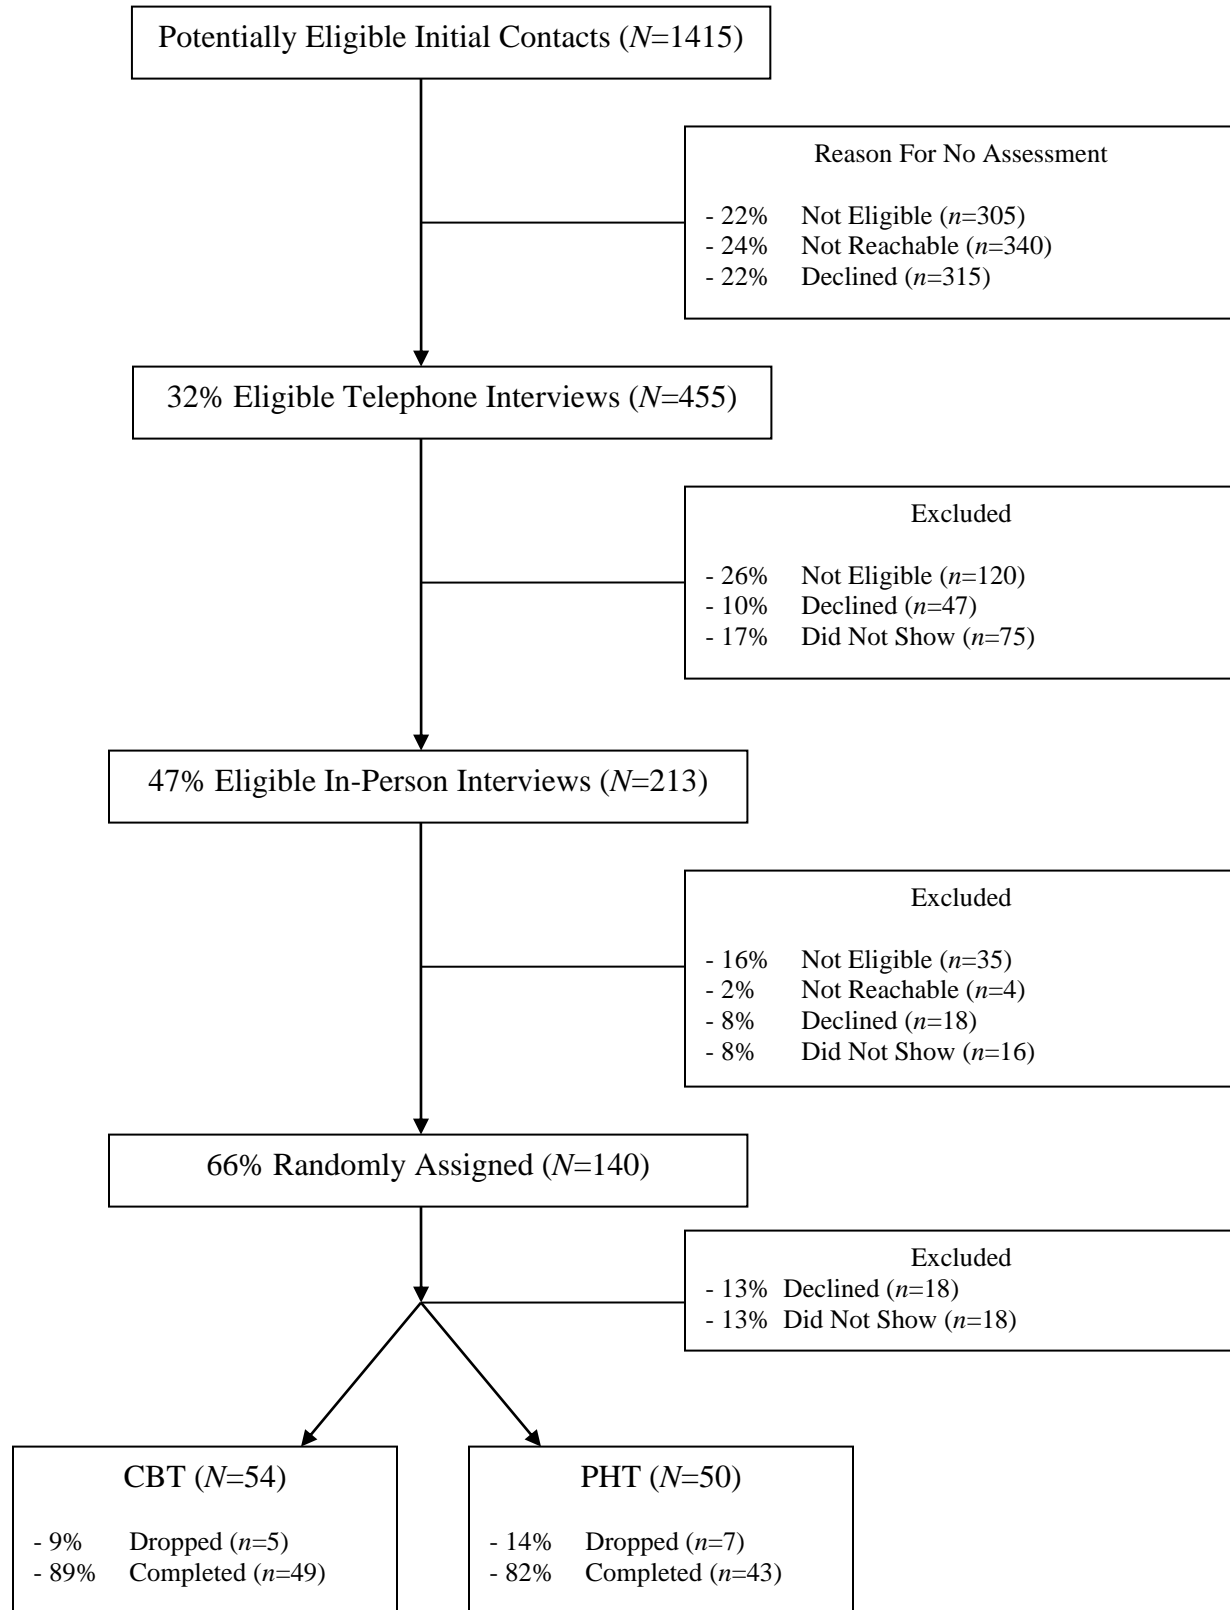 Potentially Eligible Initial Contacts (N=1415)
Reason For No Assessment
- 22% Not Eligible (n=305)
- 24% Not Reachable (n=340)
- 22% Declined (n=315)
32% Eligible Telephone Interviews (N=455)
Excluded
- 26% Not Eligible (n=120)
- 10% Declined (n=47)
- 17% Did Not Show (n=75)
47% Eligible In-Person Interviews (N=213)
Excluded
- 16% Not Eligible (n=35)
- 2% Not Reachable (n=4)
- 8% Declined (n=18)
- 8% Did Not Show (n=16)
66% Randomly Assigned (N=140)
Excluded
- 13% Declined (n=18)
- 13% Did Not Show (n=18)
CBT (N=54)
- 9% Dropped (n=5)
- 89% Completed (n=49)
PHT (N=50)
- 14% Dropped (n=7)
- 82% Completed (n=43)